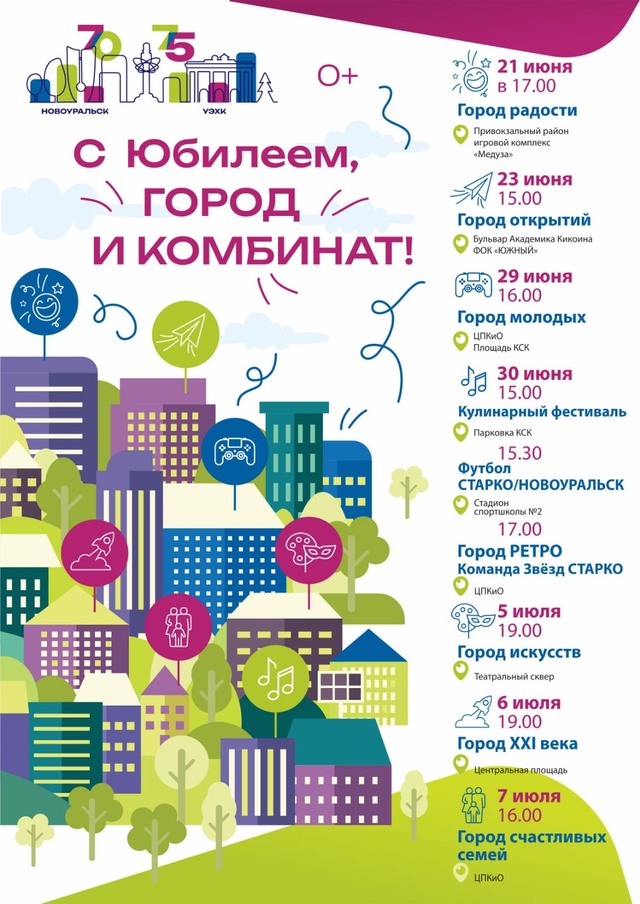 70 75
НОВОУРАЛЬСК УЭХК
0+
С Юбилеем,
ГОРОД
И КОМБИНАТ!
21 июня
в 17.00
Город радости
Привокзальный район
игровой комплекс
«Медуза»
23 июня
15.00
Город открытий
Бульвар Академика Кикоина
ФОК «ЮЖНЫЙ»
29 июня
16.00
Город молодых
ЦПКиО
Площадь КСК
30 июня
15.00
Кулинарный фестиваль
Парковка КСК
15.30
Футбол
СТАРКО/НОВОУРАЛЬСК
Стадион
спортшколы №2
17.00
Город РЕТРО
Команда Звёзд СТАРКО
ЦПКиО
5 июля
19.00
Город искусств
Театральный сквер
6 июля
19.00
Город XXI века
Центральная площадь
7 июля
16.00
Город счастливых
семей
ЦПКиО